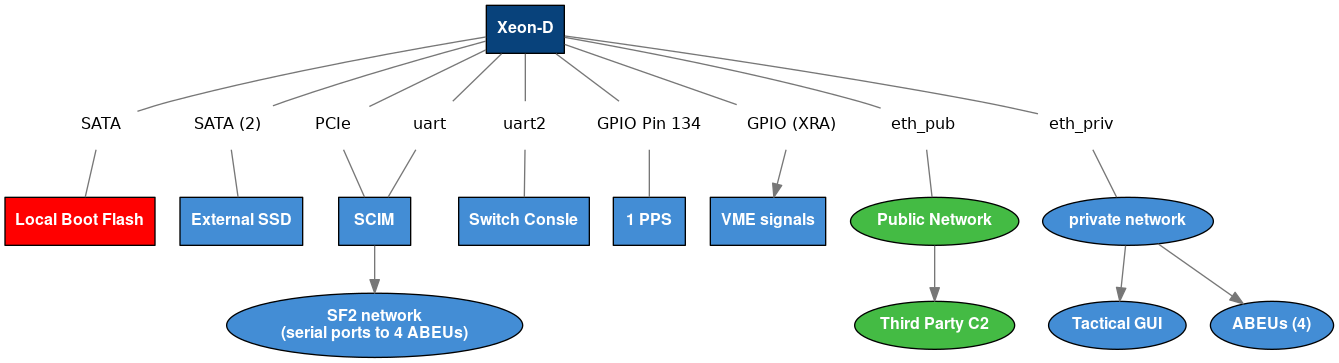 Xeon-D
SATA
SATA (2)
PCIe
uart
uart2
GPIO Pin 134
GPIO (XRA)
eth_pub
eth_priv
Local Boot Flash
External SSD
SCIM
Switch Consle
1 PPS
VME signals
Public Network
private network
SF2 network
(serial ports to 4 ABEUs)
Third Party C2
Tactical GUI
ABEUs (4)